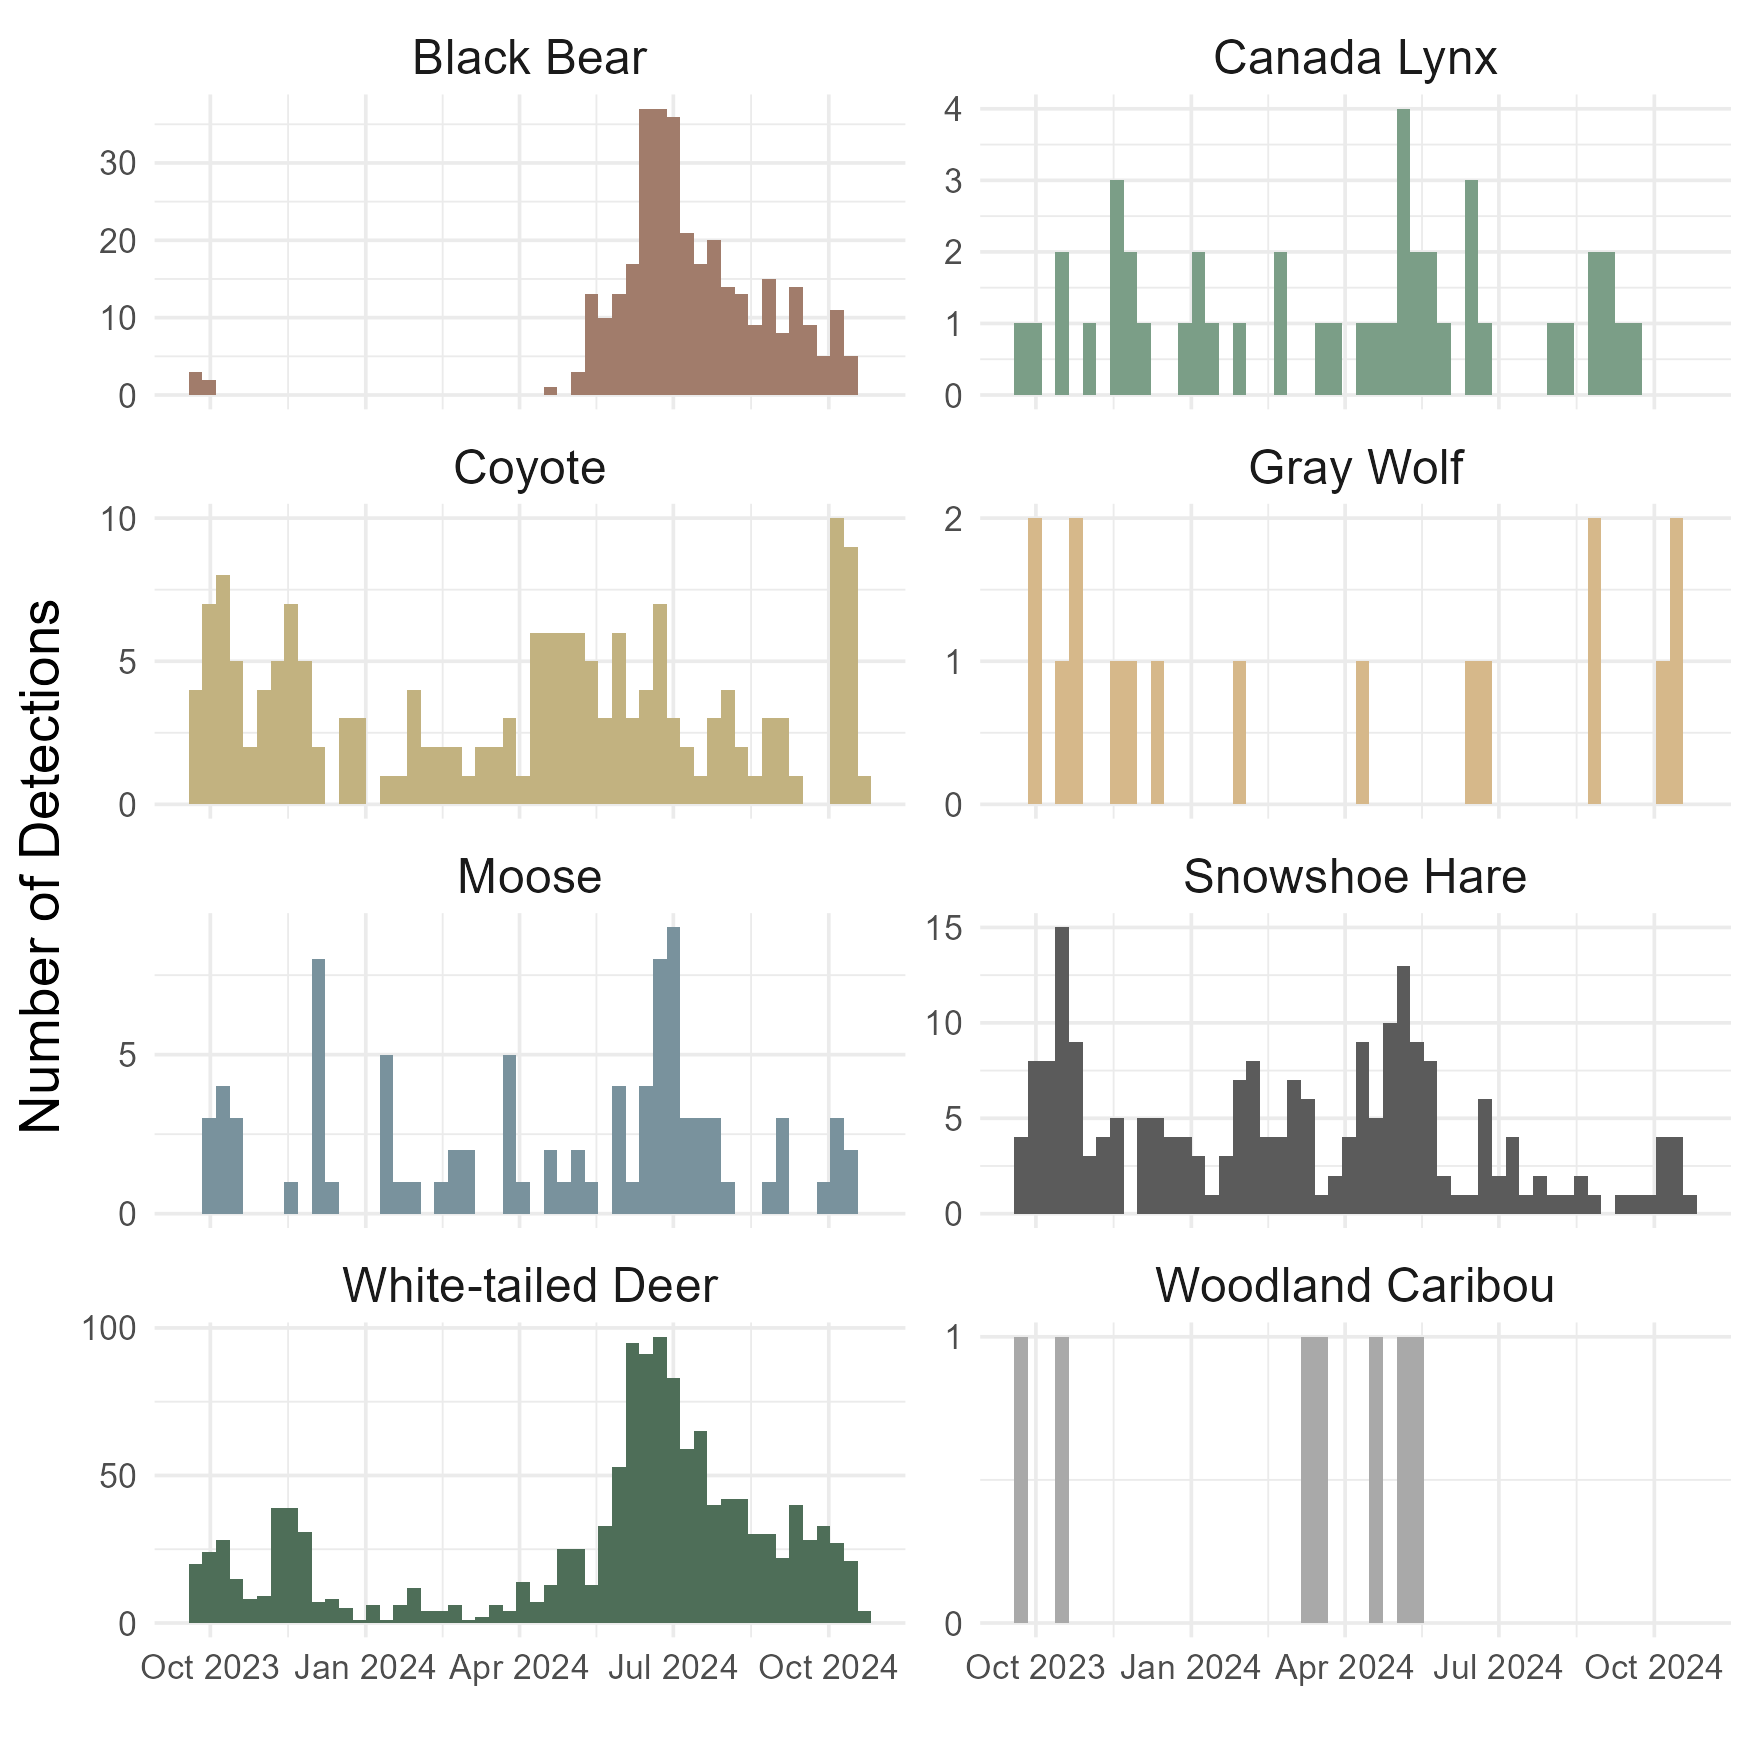 Black Bear
Canada Lynx
30
20
10
0
4
3
2
1
0
Coyote
Gray Wolf
10
5
0
2
1
0
Number of Detections
Moose
Snowshoe Hare
5
0
15
10
5
0
White-tailed Deer
Woodland Caribou
100
50
0
1
0
Oct 2023 Jan 2024 Apr 2024 Jul 2024 Oct 2024
Oct 2023 Jan 2024 Apr 2024 Jul 2024 Oct 2024